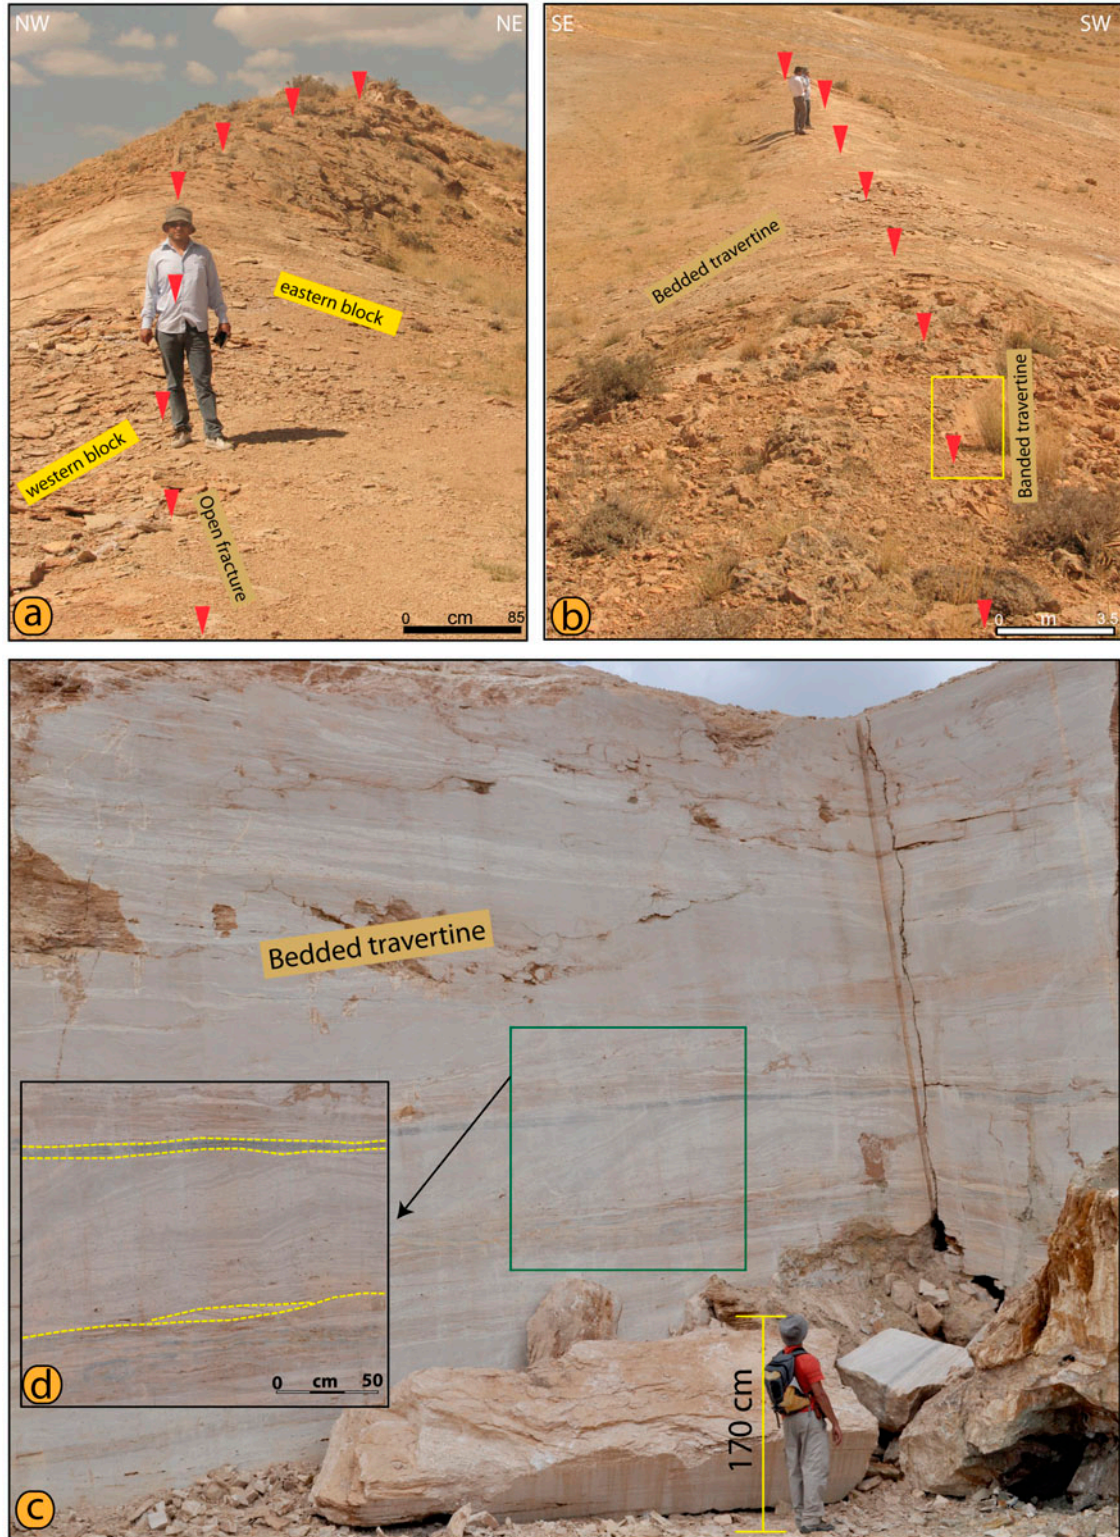 NW
NE
eastern block
western block
Open fracture
a
0 cm 85
SE
SW
Bedded travertine
Banded travertine
b
0 m 3.5
Bedded travertine
d
0 cm 50
170 cm
c